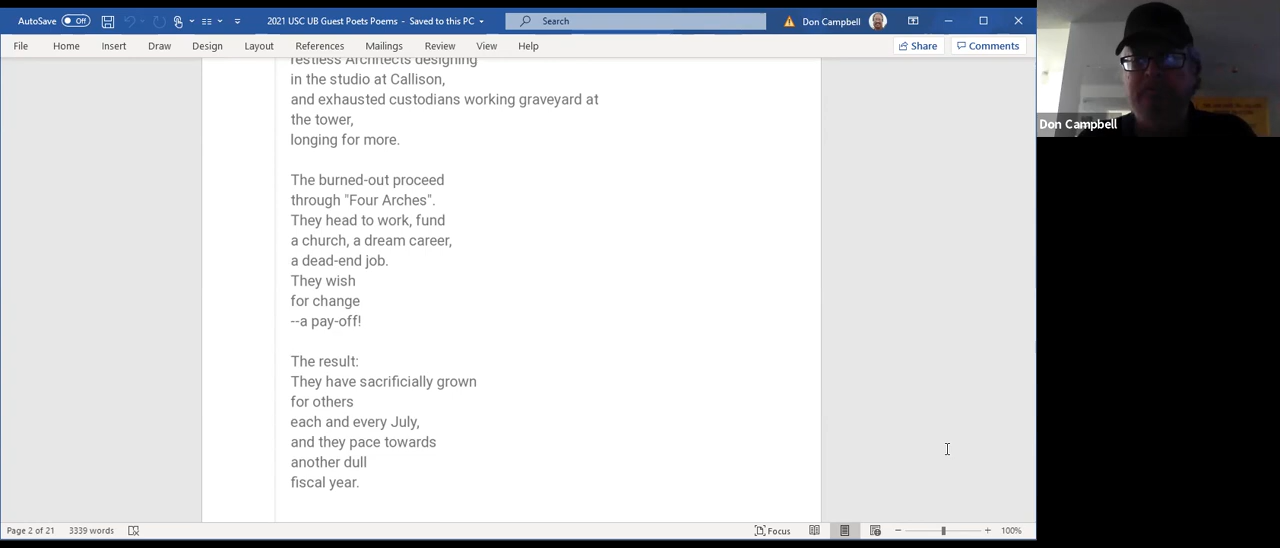 AutoSave Off 2021 USC UB Guest Poets Poems - Saved to this PC Search Don Campbell
File Home Insert Draw Design Layout References Mailings Review View Help Share Comments
restless Architects designing
in the studio at Callison,
and exhausted custodians working graveyard at
the tower,
longing for more.
The burned-out proceed
through "Four Arches".
They head to work, fund
a church, a dream career,
a dead-end job.
They wish
for change
--a pay-off!
The result:
They have sacrificially grown
for others
each and every July,
and they pace towards
another dull
fiscal year.
Page 2 of 21 3339 words Focus 100%
Don Campbell